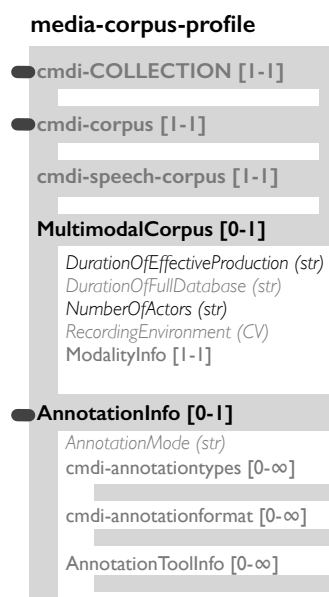 media-corpus-profile
cmdi-COLLECTION [1-1]
cmdi-corpus [1-1]
cmdi-speech-corpus [1-1]
MultimodalCorpus [0-1]
DurationOfEffectiveProduction (str)
DurationOfFullDatabase (str)
NumberOfActors (str)
RecordingEnvironment (CV)
ModalityInfo [1-1]
AnnotationInfo [0-1]
AnnotationMode (str)
cmdi-annotationtypes [0-∞]
cmdi-annotationformat [0-∞]
AnnotationToolInfo [0-∞]